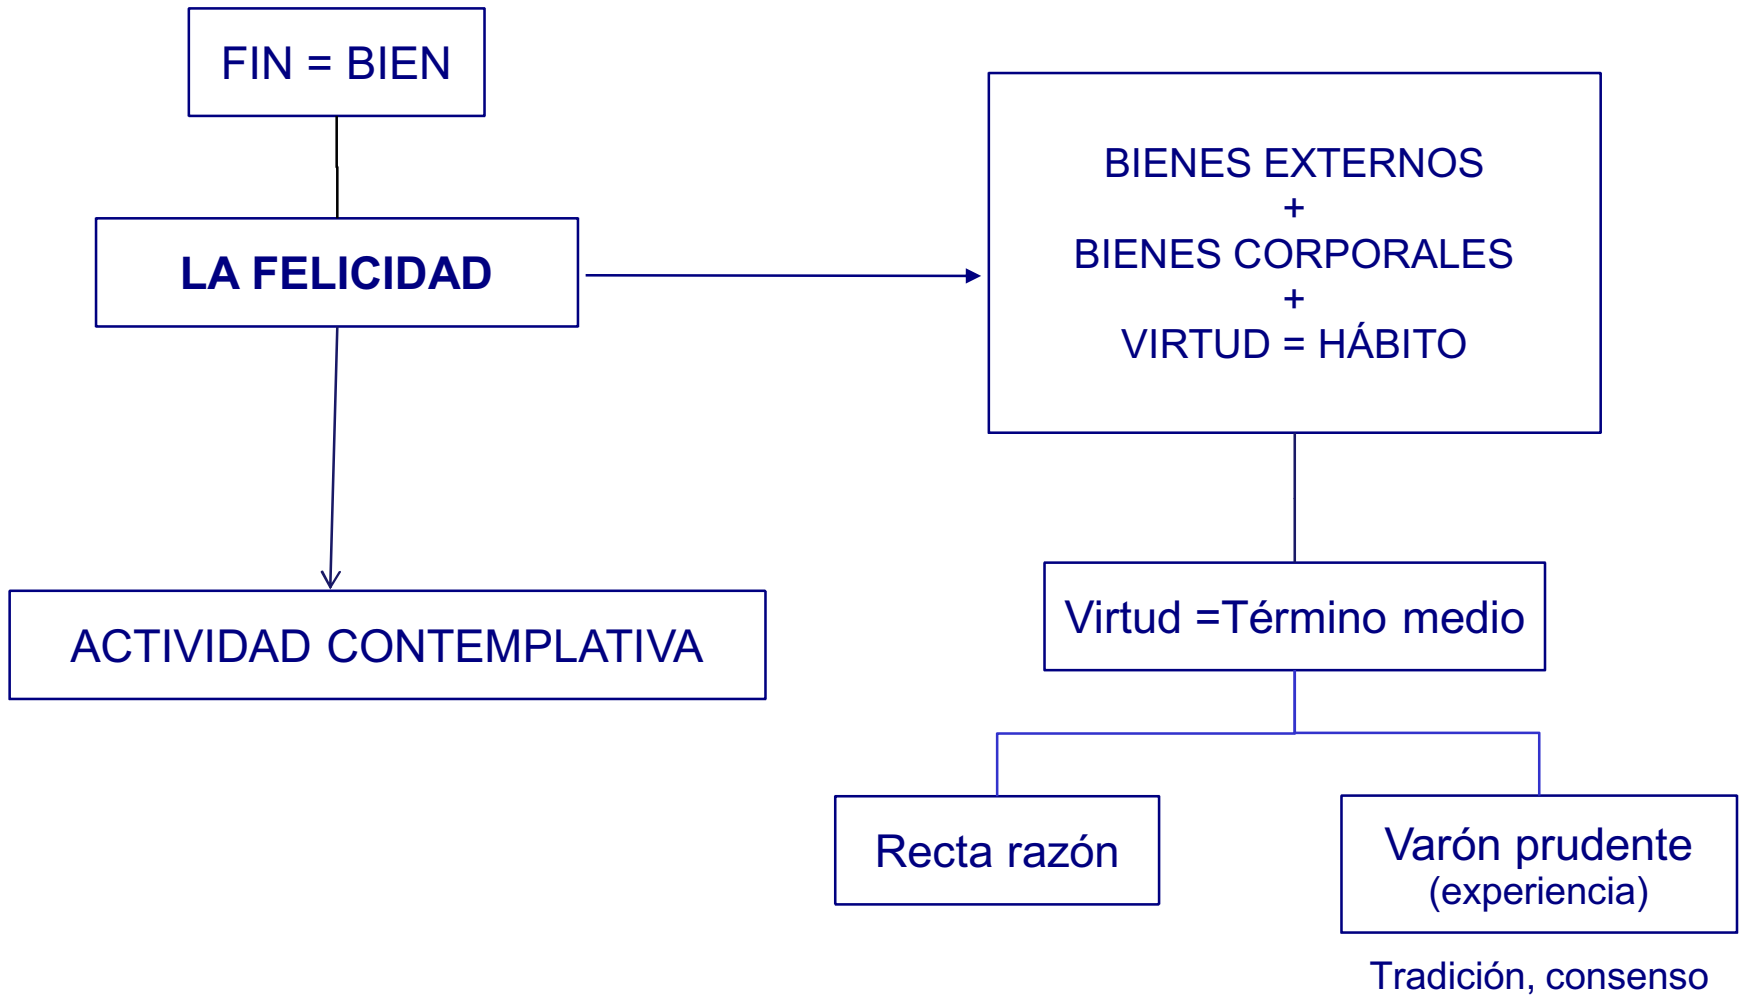 FIN = BIEN
LA FELICIDAD
BIENES EXTERNOS
+
BIENES CORPORALES
+
VIRTUD = HÁBITO
ACTIVIDAD CONTEMPLATIVA
Virtud =Término medio
Recta razón
Varón prudente
(experiencia)
Tradición, consenso